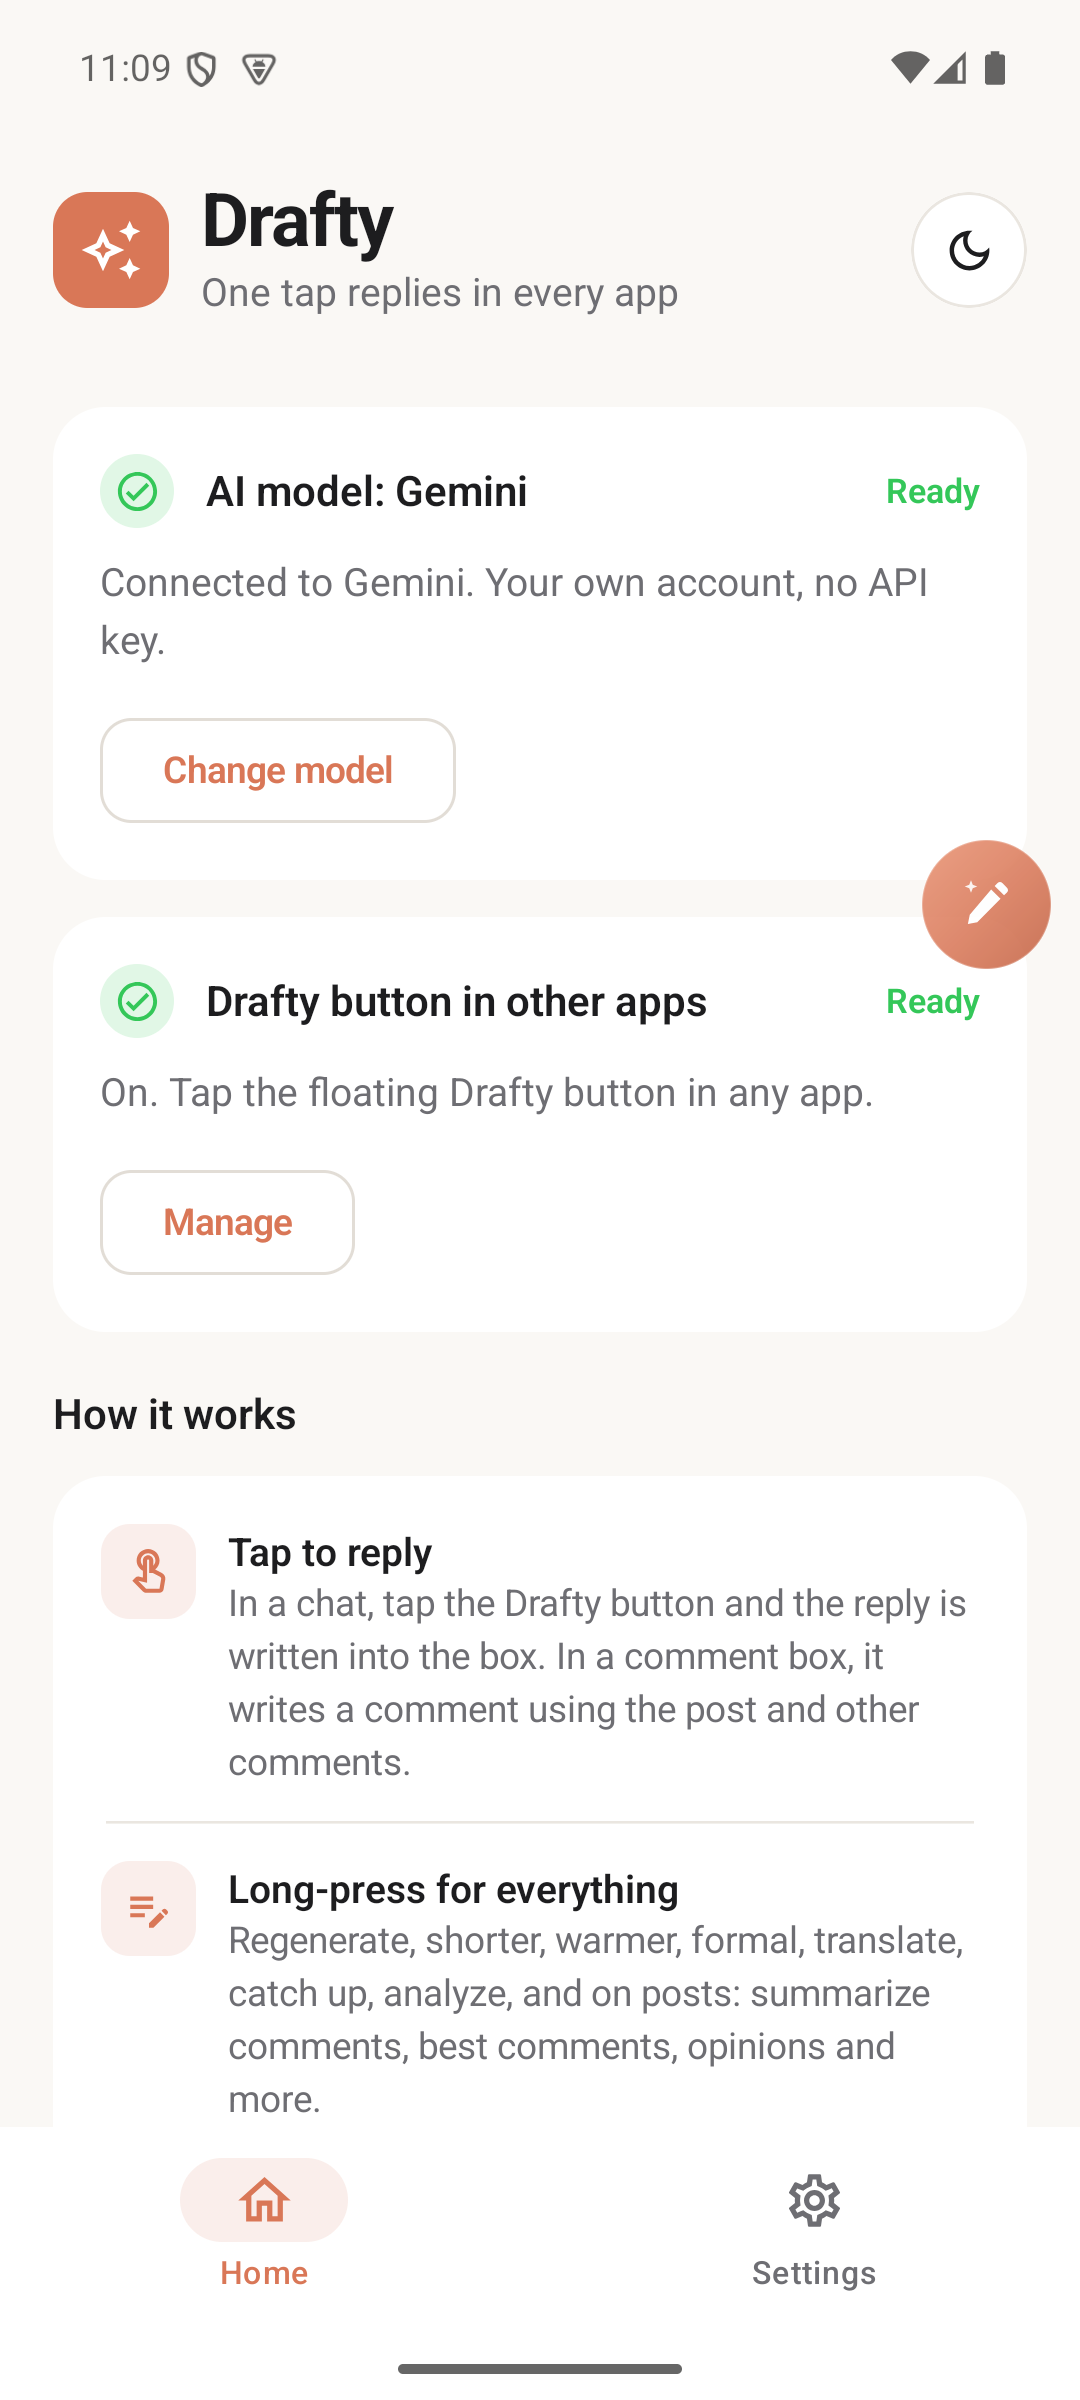 11:09
Drafty
One tap replies in every app
AI model: Gemini
Ready
Connected to Gemini. Your own account, no API
key.
Change model
Drafty button in other apps
Ready
On. Tap the floating Drafty button in any app.
Manage
How it works
Tap to reply
In a chat, tap the Drafty button and the reply is
written into the box. In a comment box, it
writes a comment using the post and other
comments.
Long-press for everything
Regenerate, shorter, warmer, formal, translate,
catch up, analyze, and on posts: summarize
comments, best comments, opinions and
more.
Home
Settings